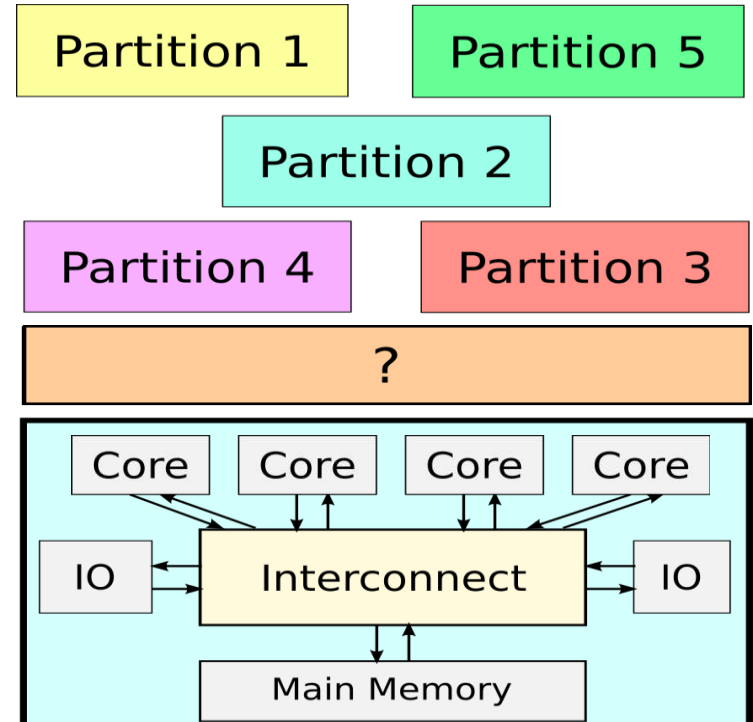 Partition 1
Partition 5
Partition 2
Partition 4
Partition 3
?
Core
Core
Core
Core
IO
Interconnect
IO
Main Memory